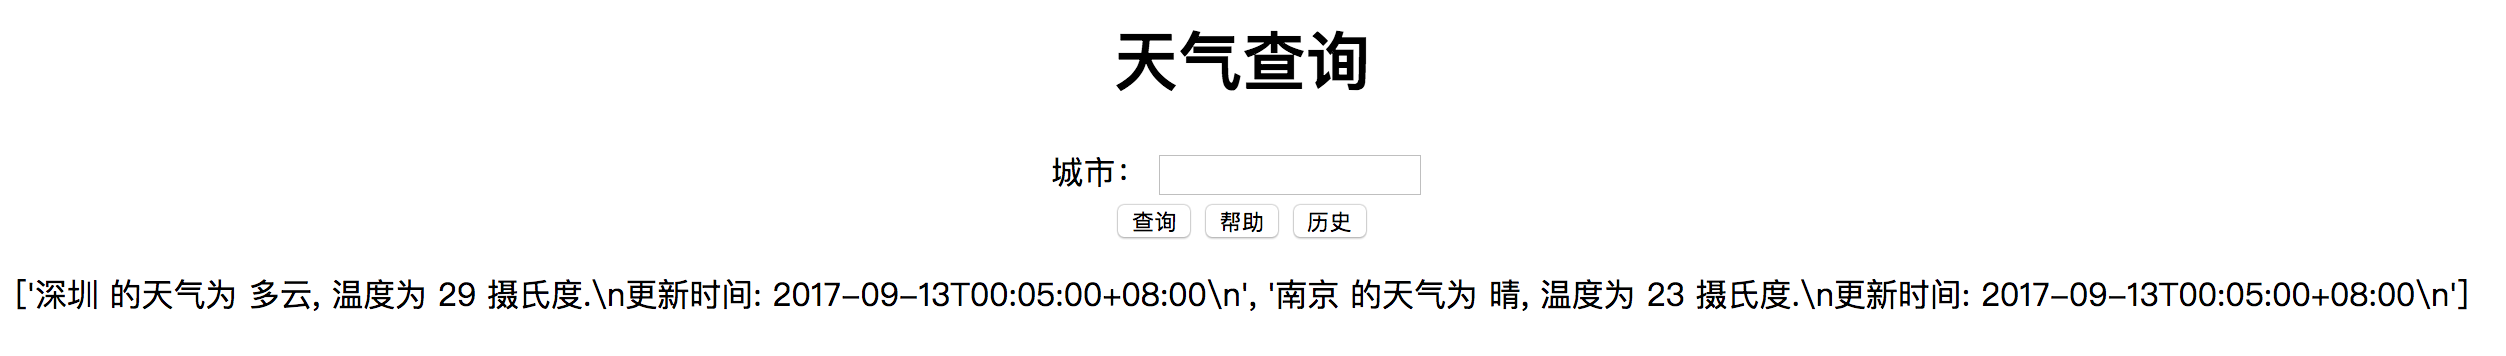 天气查询
城市：
查询 帮助 历史
['深圳 的天气为 多云, 温度为 29 摄氏度.\n更新时间: 2017-09-13T00:05:00+08:00\n', '南京 的天气为 晴, 温度为 23 摄氏度.\n更新时间: 2017-09-13T00:05:00+08:00\n']